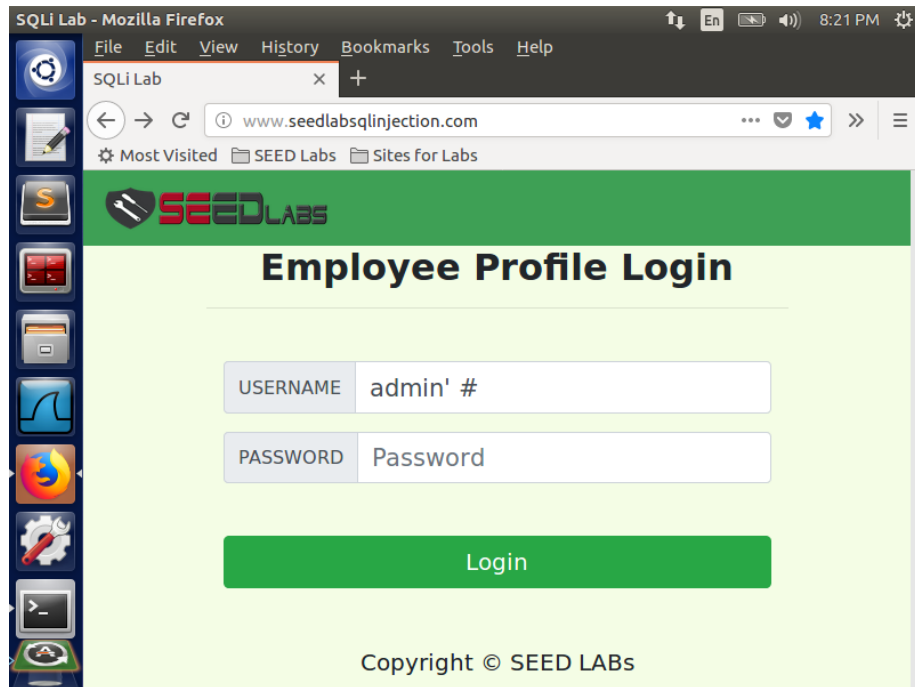 SQLi Lab - Mozilla Firefox En 8:21 PM
File Edit View History Bookmarks Tools Help
SQLi Lab × +
www.seedlabsqlinjection.com
Most Visited SEED Labs Sites for Labs
SEEDLABS
Employee Profile Login
USERNAME admin' #
PASSWORD Password
Login
Copyright © SEED LABs